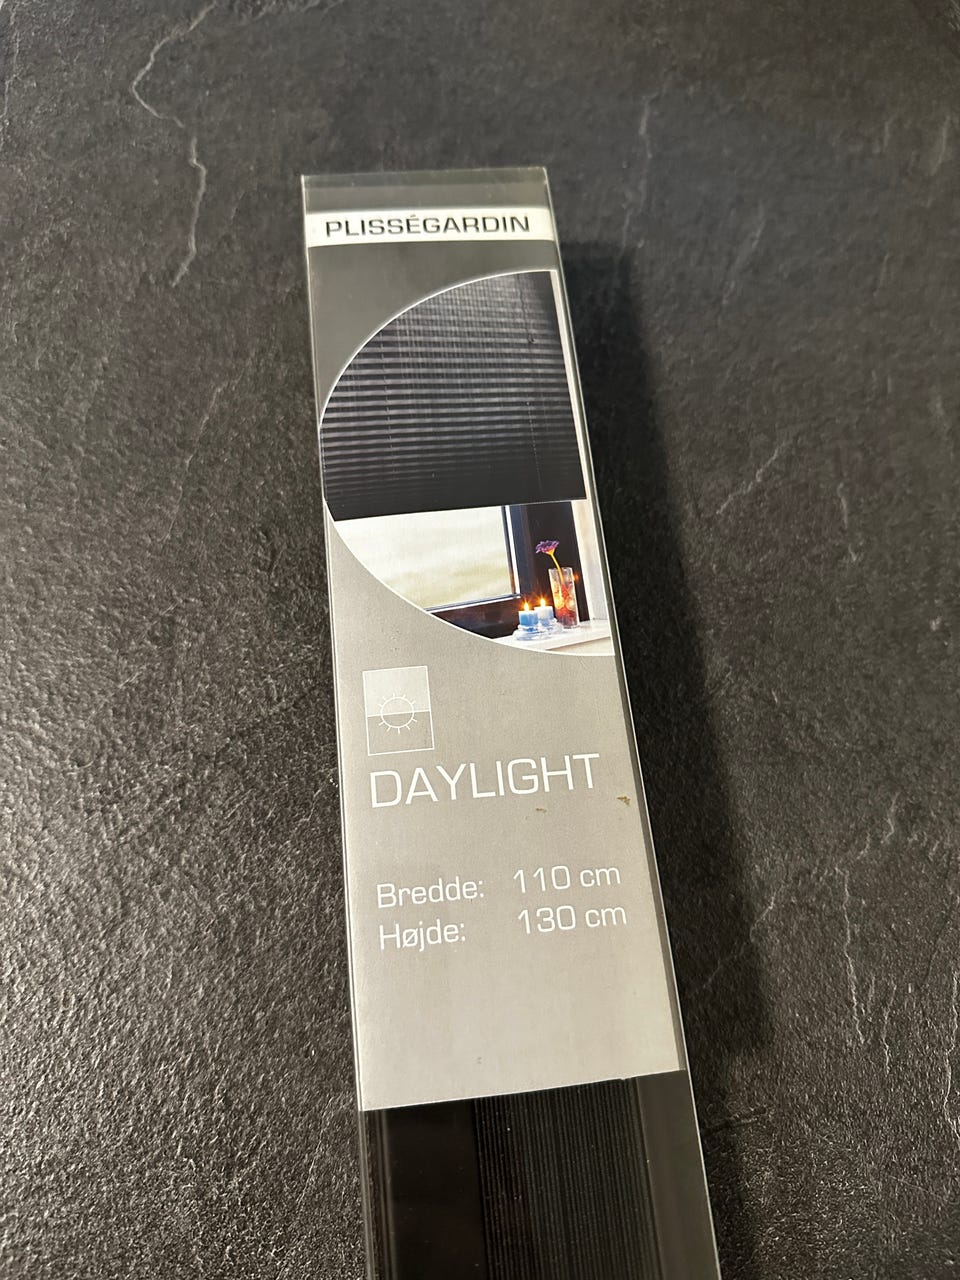 PLISSÉGARDIN
DAYLIGHT
Bredde: 110 cm
Højde: 130 cm